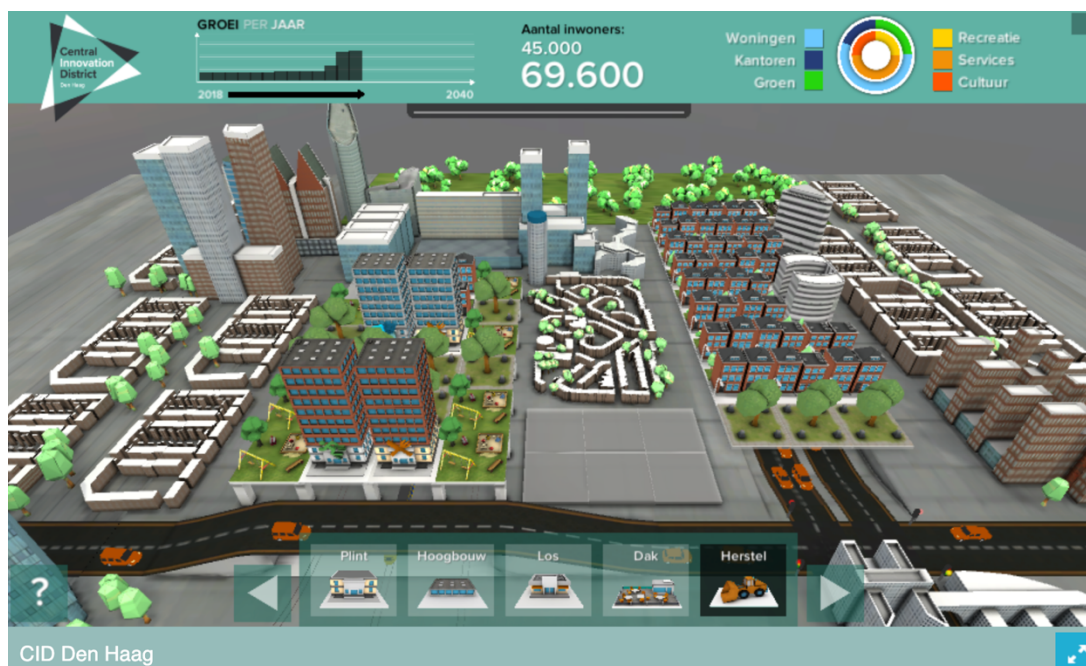 Central
Innovation
District
Den Haag
GROEI PER JAAR
2018
2040
Aantal inwoners:
45.000
69.600
Woningen
Kantoren
Groen
Recreatie
Services
Cultuur
Plint
Hoogbouw
Los
Dak
Herstel
?
CID Den Haag